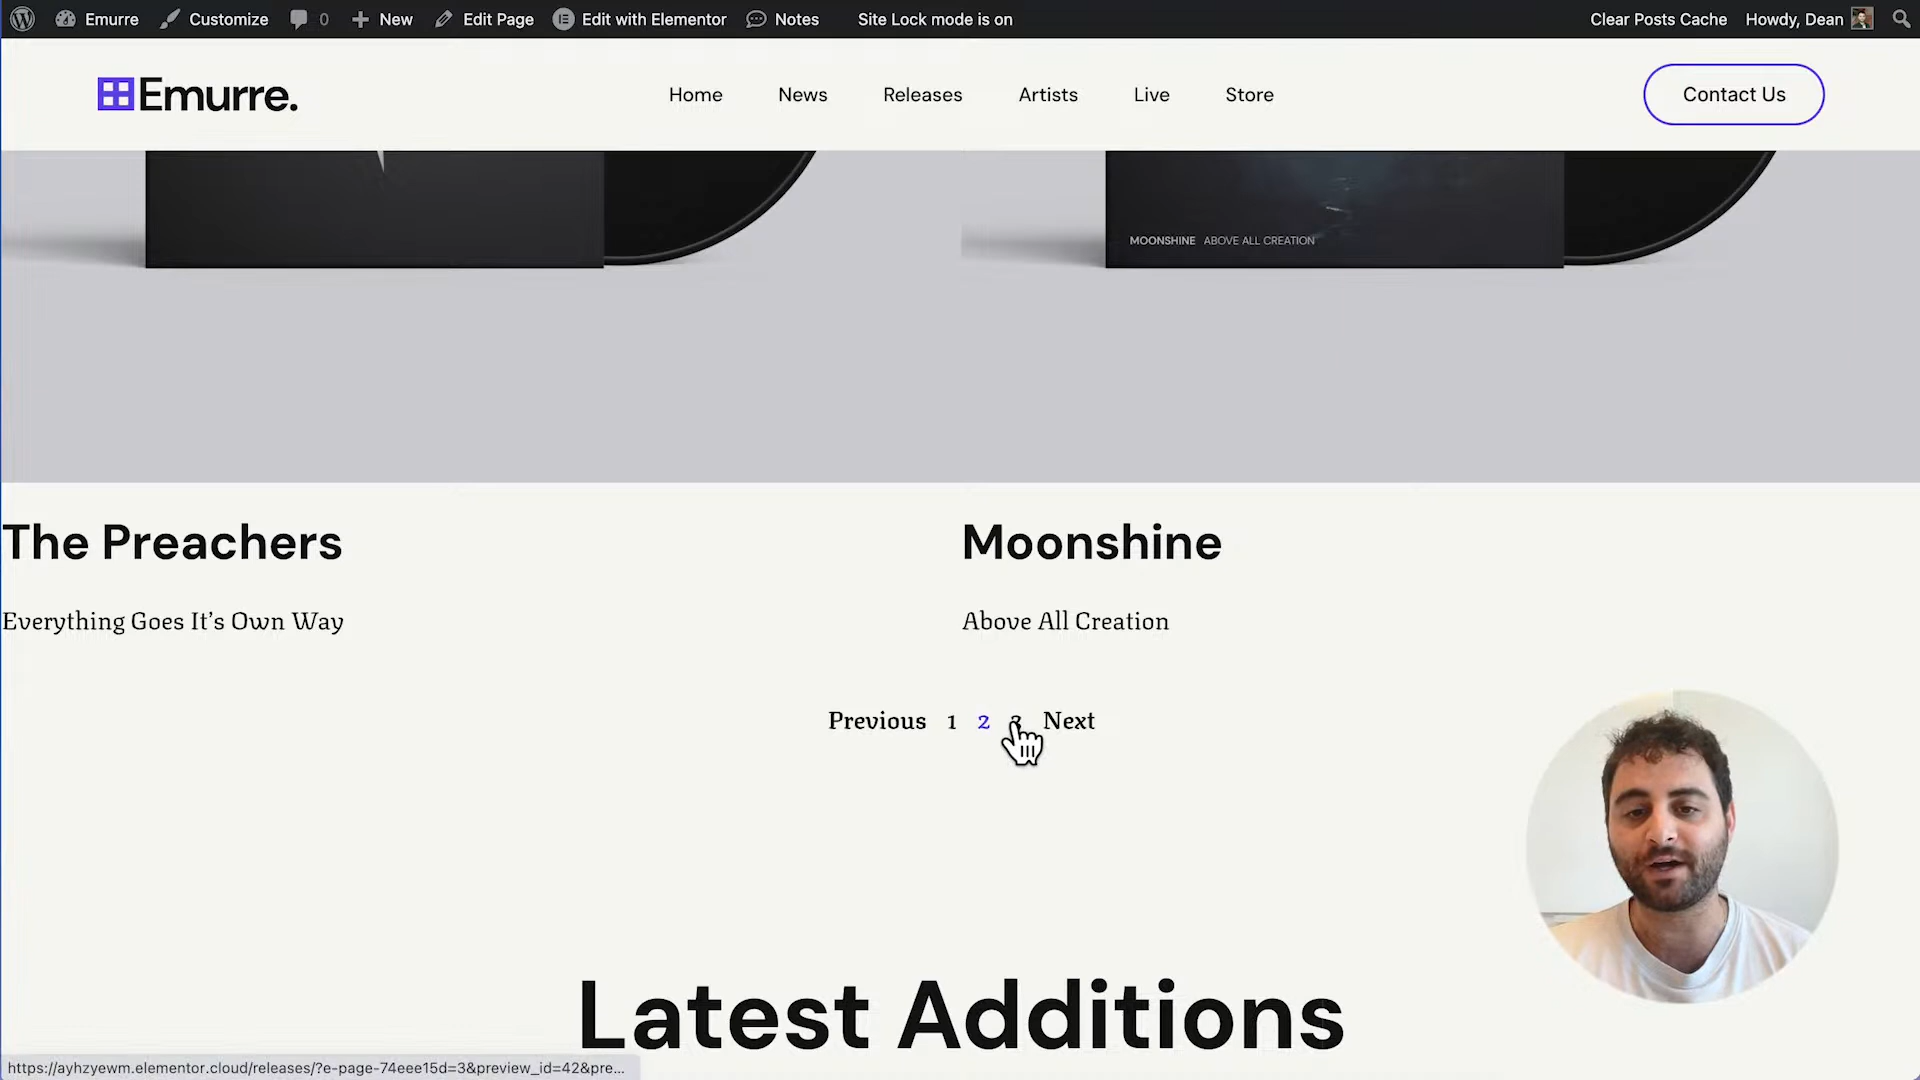 Emurre Customize 0 New Edit Page Edit with Elementor Notes Site Lock mode is on Clear Posts Cache Howdy, Dean
Emurre. Home News Releases Artists Live Store Contact Us
MOONSHINE ABOVE ALL CREATION
The Preachers Moonshine
Everything Goes It’s Own Way Above All Creation
Previous 1 2 3 Next
Latest Additions
https://ayhzyewm.elementor.cloud/releases/?e-page-74eee15d=3&preview_id=42&pre...